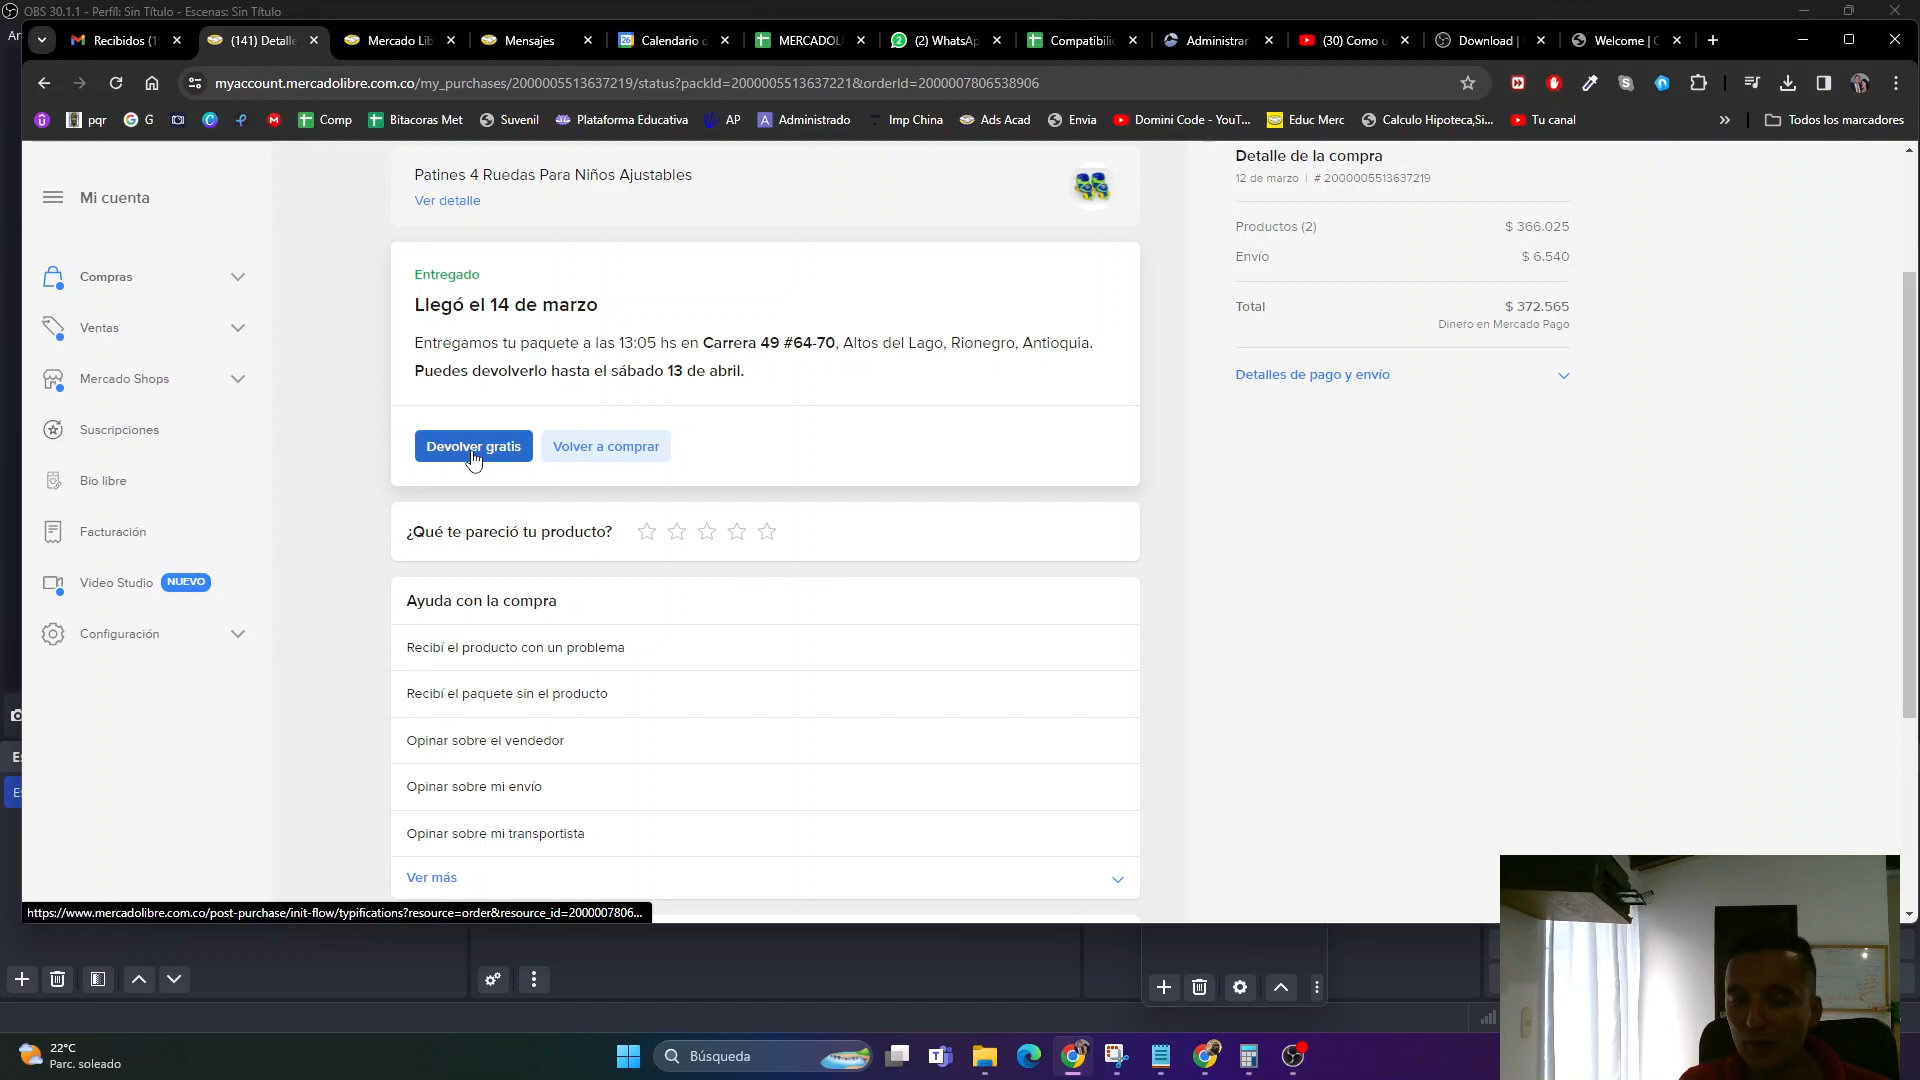 OBS 30.1.1 - Perfil: Sin Título - Escenas: Sin Título
Recibidos (1
(141) Detalle
Mercado Lib
Mensajes
Calendario d
MERCADOL
(2) WhatsAp
Compatibilid
Administrar
(30) Como u
Download |
Welcome | C
myaccount.mercadolibre.com.co/my_purchases/2000005513637219/status?packId=2000005513637221&orderId=2000007806538906
pqr
G
Comp
Bitacoras Met
Suvenil
Plataforma Educativa
AP
Administrado
Imp China
Ads Acad
Envia
Domini Code - YouT...
Educ Merc
Calculo Hipoteca,Si...
Tu canal
Todos los marcadores
Mi cuenta
Compras
Ventas
Mercado Shops
Suscripciones
Bio libre
Facturación
Video Studio NUEVO
Configuración
Patines 4 Ruedas Para Niños Ajustables
Ver detalle
Entregado
Llegó el 14 de marzo
Entregamos tu paquete a las 13:05 hs en Carrera 49 #64-70, Altos del Lago, Rionegro, Antioquia.
Puedes devolverlo hasta el sábado 13 de abril.
Devolver gratis
Volver a comprar
¿Qué te pareció tu producto?
Ayuda con la compra
Recibí el producto con un problema
Recibí el paquete sin el producto
Opinar sobre el vendedor
Opinar sobre mi envío
Opinar sobre mi transportista
Ver más
Detalle de la compra
12 de marzo | # 2000005513637219
Productos (2) $ 366.025
Envío $ 6.540
Total $ 372.565
Dinero en Mercado Pago
Detalles de pago y envío
https://www.mercadolibre.com.co/post-purchase/init-flow/typifications?resource=order&resource_id=2000007806...
22°C
Parc. soleado
Búsqueda